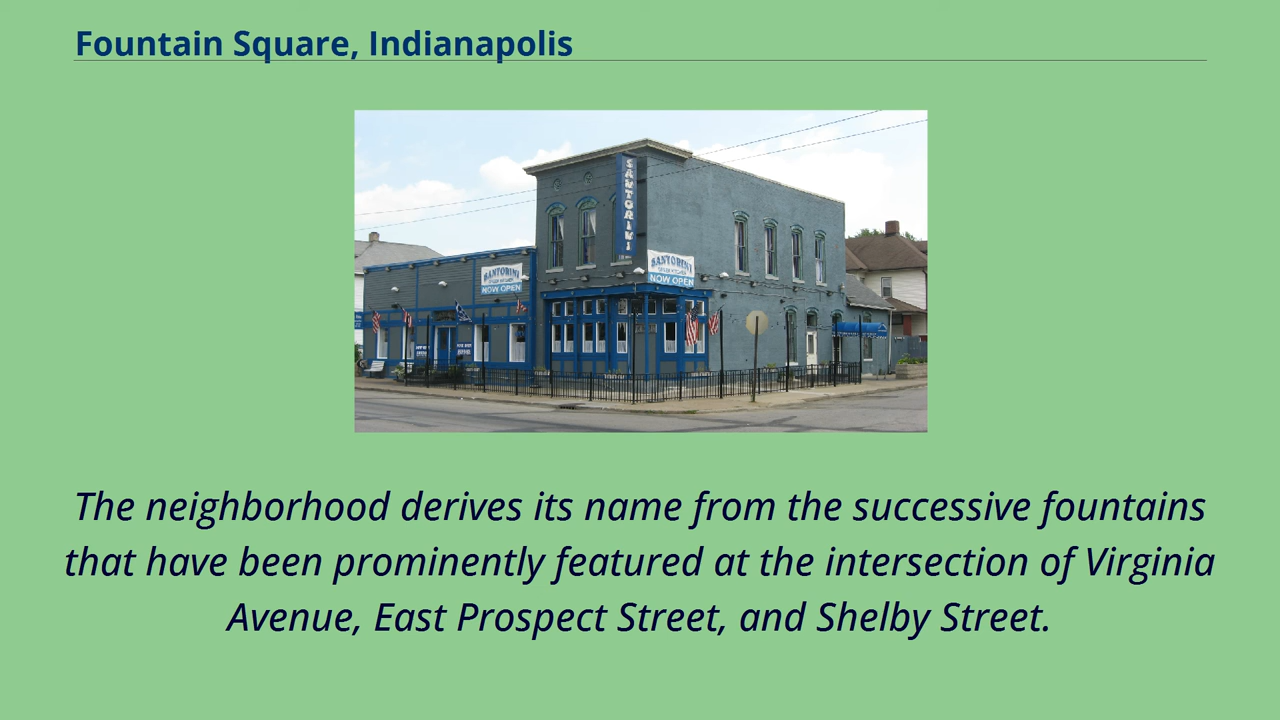 Fountain Square, Indianapolis
SANTORINI
SANTORINI
NOW OPEN
SANTORINI
NOW OPEN
The neighborhood derives its name from the successive fountains
that have been prominently featured at the intersection of Virginia
Avenue, East Prospect Street, and Shelby Street.